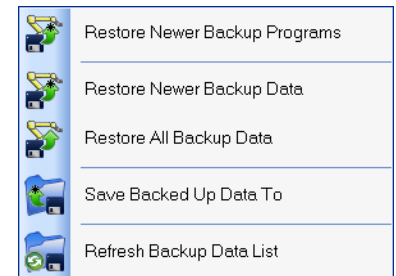 Restore Newer Backup Programs
Restore Newer Backup Data
Restore All Backup Data
Save Backed Up Data To
Refresh Backup Data List